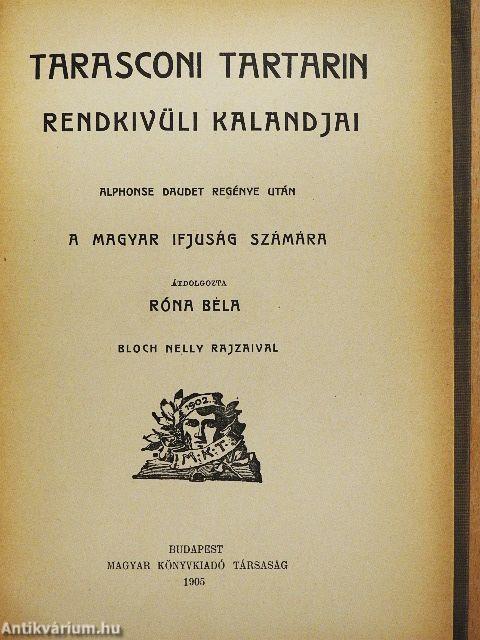 TARASCONI TARTARIN
RENDKIVÜLI KALANDJAI
ALPHONSE DAUDET REGÉNYE UTÁN
A MAGYAR IFJUSÁG SZÁMÁRA
ÁTDOLGOZTA
RÓNA BÉLA
BLOCH NELLY RAJZAIVAL
1902.
M.K.T.
BUDAPEST
MAGYAR KÖNYVKIADÓ TÁRSASÁG
1905
Antikvárium.hu